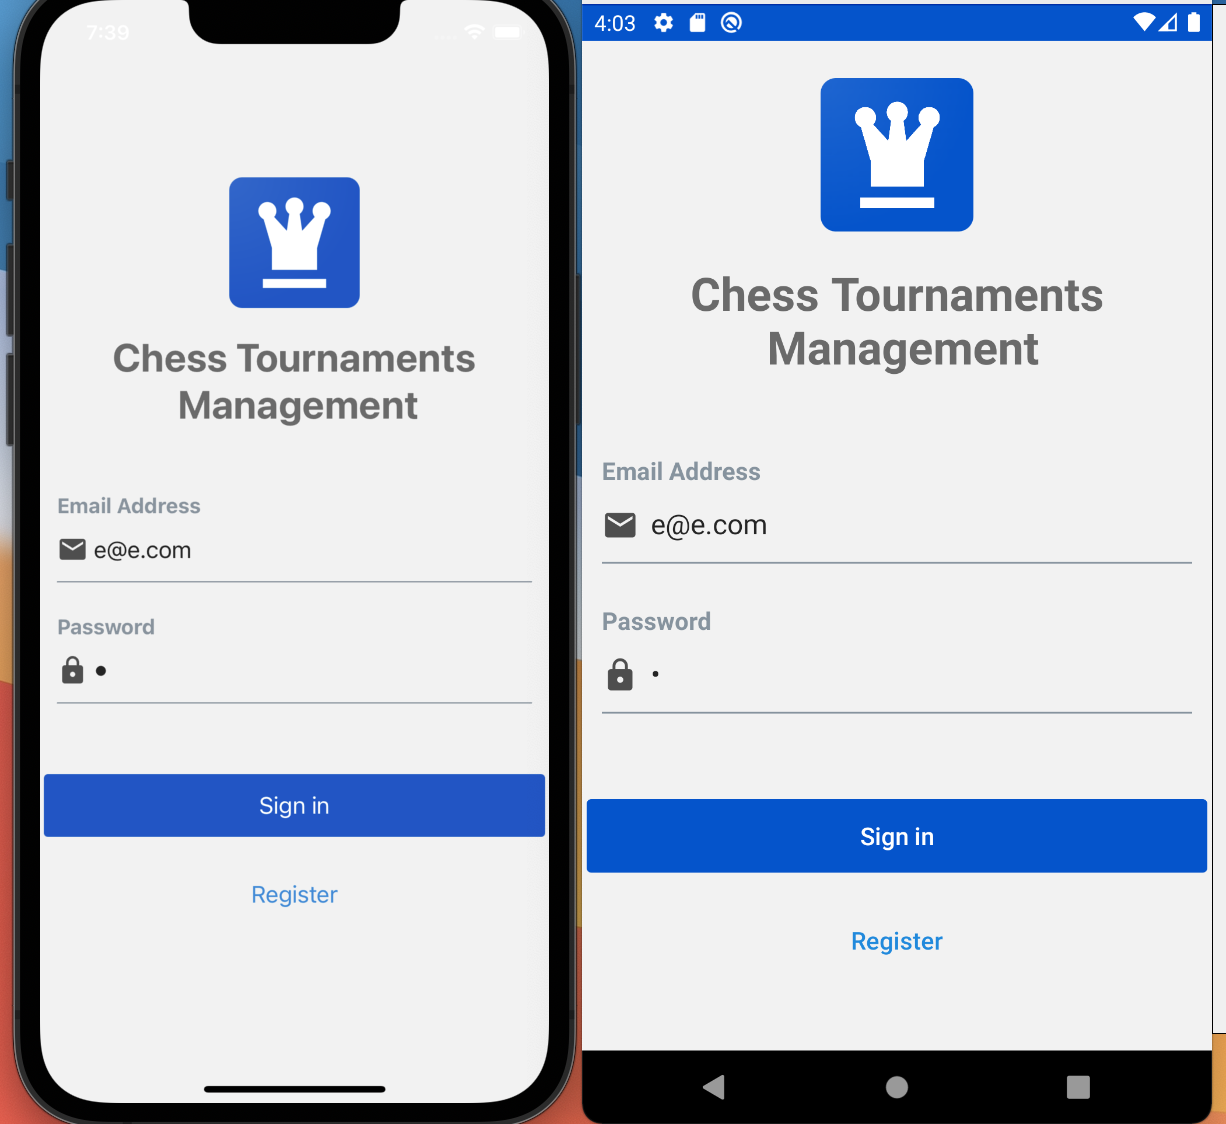 7:39
Chess Tournaments
Management
Email Address
e@e.com
Password
•
Sign in
Register
4:03
Chess Tournaments
Management
Email Address
e@e.com
Password
•
Sign in
Register